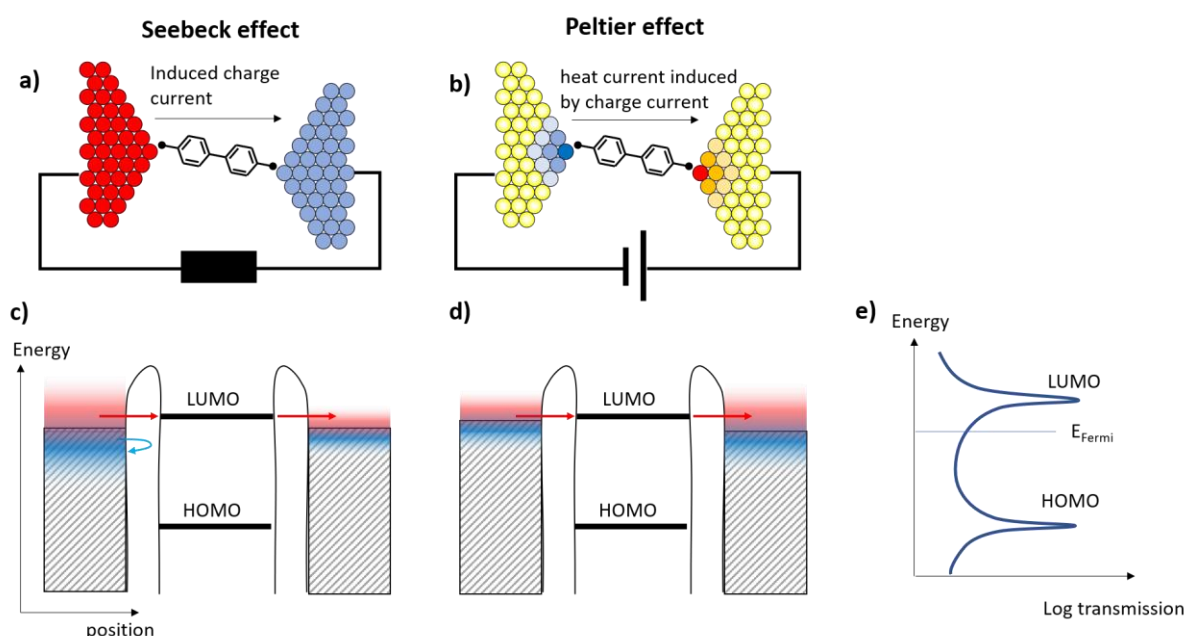 Seebeck effect
Peltier effect
a)
Induced charge
current
b)
heat current induced
by charge current
c)
Energy
LUMO
HOMO
position
d)
LUMO
HOMO
e)
Energy
LUMO
E_Fermi
HOMO
Log transmission